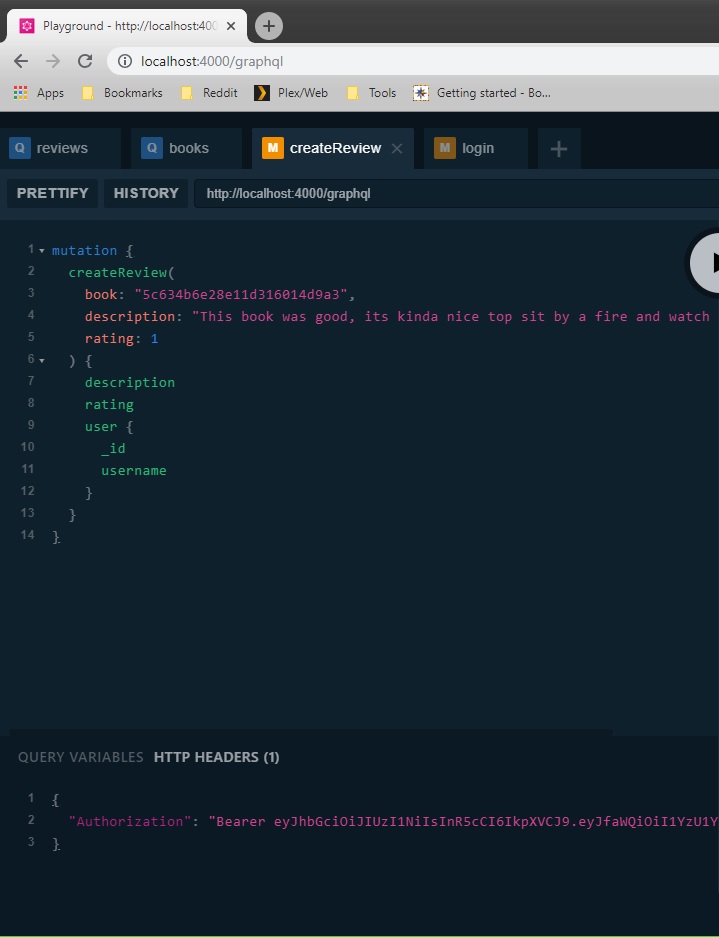 Playground - http://localhost:400
localhost:4000/graphql
Apps Bookmarks Reddit Plex/Web Tools Getting started - Bo...
Q reviews Q books M createReview M login
PRETTIFY HISTORY http://localhost:4000/graphql
1 mutation {
2 createReview(
3 book: "5c634b6e28e11d316014d9a3",
4 description: "This book was good, its kinda nice top sit by a fire and watch
5 rating: 1
6 ) {
7 description
8 rating
9 user {
10 _id
11 username
12 }
13 }
14 }
QUERY VARIABLES HTTP HEADERS (1)
1 {
2 "Authorization": "Bearer eyJhbGciOiJIUzI1NiIsInR5cCI6IkpXVCJ9.eyJfaWQiOiI1YzU1Y
3 }